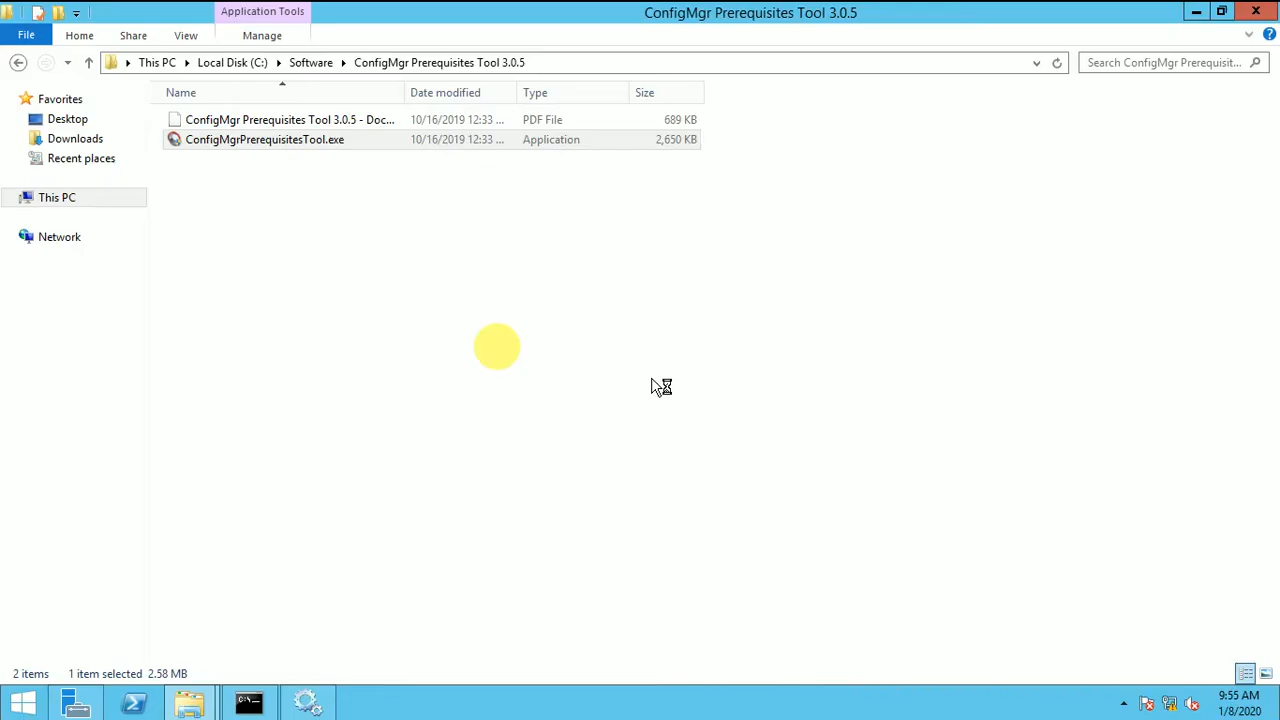 Application Tools
ConfigMgr Prerequisites Tool 3.0.5
File
Home
Share
View
Manage
This PC
Local Disk (C:)
Software
ConfigMgr Prerequisites Tool 3.0.5
Search ConfigMgr Prerequisit...
Name
Date modified
Type
Size
Favorites
Desktop
Downloads
Recent places
This PC
Network
ConfigMgr Prerequisites Tool 3.0.5 - Doc...
10/16/2019 12:33 ...
PDF File
689 KB
ConfigMgrPrerequisitesTool.exe
10/16/2019 12:33 ...
Application
2,650 KB
2 items
1 item selected 2.58 MB
9:55 AM
1/8/2020